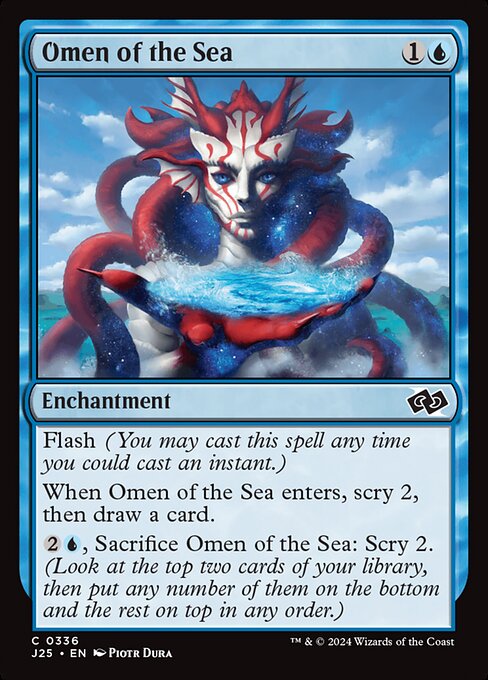 Omen of the Sea 1
Enchantment
Flash (You may cast this spell any time
you could cast an instant.)
When Omen of the Sea enters, scry 2,
then draw a card.
2, Sacrifice Omen of the Sea: Scry 2.
(Look at the top two cards of your library,
then put any number of them on the bottom
and the rest on top in any order.)
C 0336
J25 • EN Piotr Dura
™ & © 2024 Wizards of the Coast